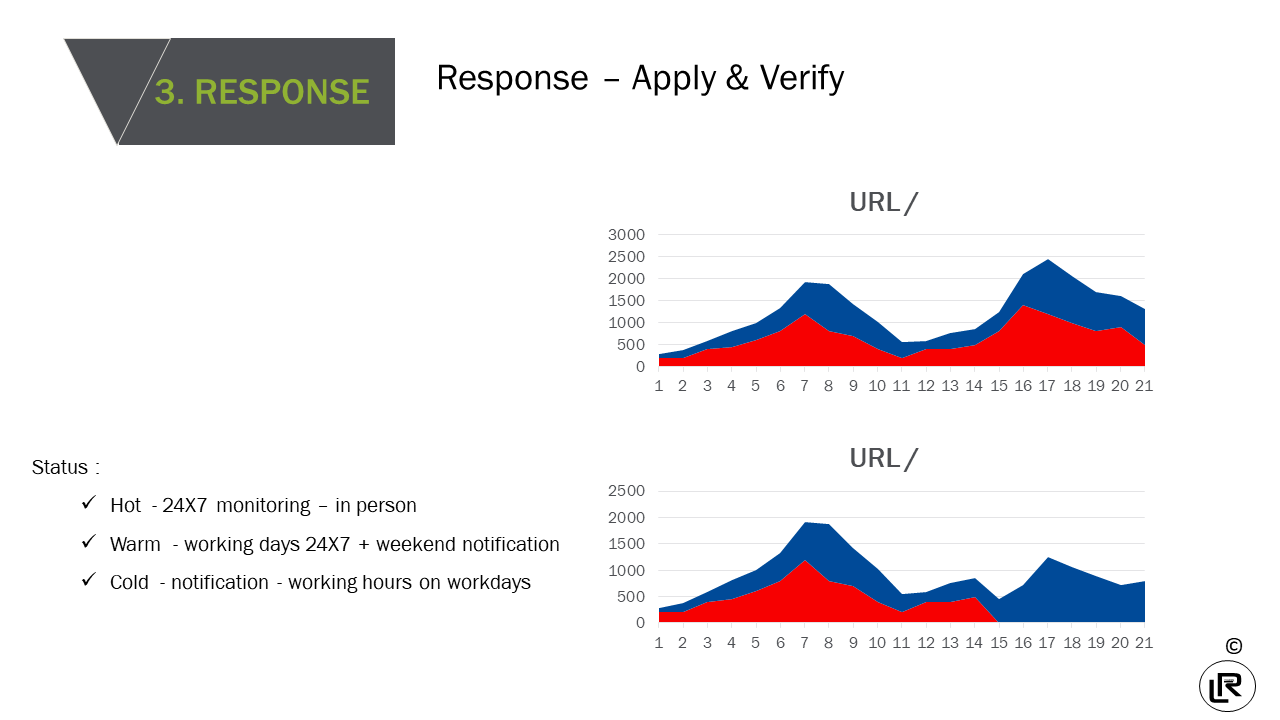 3. RESPONSE
Response – Apply & Verify
URL/
3000
2500
2000
1500
1000
500
0
1 2 3 4 5 6 7 8 9 10 11 12 13 14 15 16 17 18 19 20 21
Status :
✓ Hot - 24X7 monitoring – in person
✓ Warm - working days 24X7 + weekend notification
✓ Cold - notification - working hours on workdays
URL/
2500
2000
1500
1000
500
0
1 2 3 4 5 6 7 8 9 10 11 12 13 14 15 16 17 18 19 20 21
©
LR